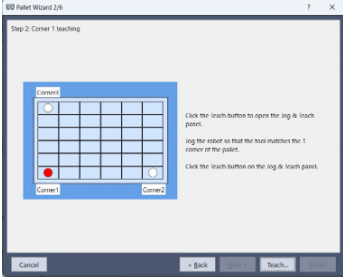 Pallet Wizard 2/6
Step 2: Corner 1 teaching
Corner3
Corner1
Corner2
Click the Teach button to open the Jog & Teach
panel.
Jog the robot so that the tool matches the 1
corner of the pallet.
Click the Teach button on the Jog & Teach panel.
Cancel
< Back
Next >
Teach...
Finish